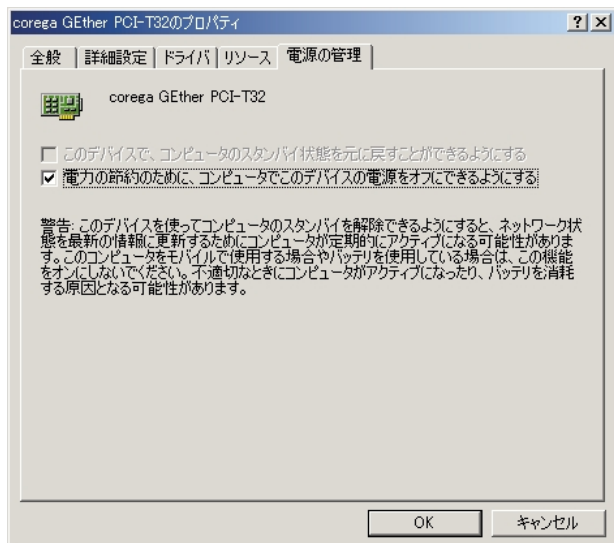 corega GEther PCI-T32のプロパティ
全般 詳細設定 ドライバ リソース 電源の管理
corega GEther PCI-T32
このデバイスで、コンピュータのスタンバイ状態を元に戻すことができるようにする
電力の節約のために、コンピュータでこのデバイスの電源をオフにできるようにする
警告: このデバイスを使ってコンピュータのスタンバイを解除できるようにすると、ネットワーク状
態を最新の情報に更新するためにコンピュータが定期的にアクティブになる可能性がありま
す。このコンピュータをモバイルで使用する場合やバッテリを使用している場合は、この機能
をオンにしないでください。不適切なときにコンピュータがアクティブになったり、バッテリを消耗
する原因となる可能性があります。
OK キャンセル